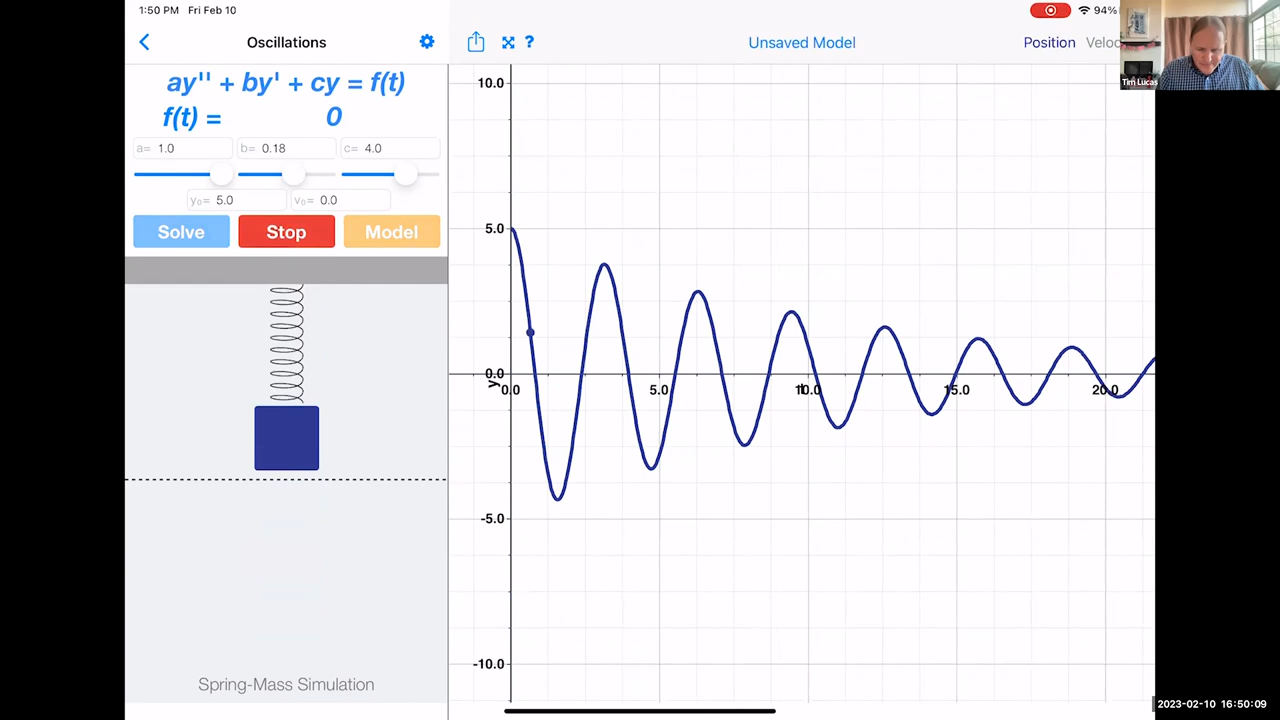 1:50 PM Fri Feb 10
94%
Oscillations
?
Unsaved Model
Position
Tim Lucas
ay'' + by' + cy = f(t)
f(t) = 0
a= 1.0
b= 0.18
c= 4.0
y₀= 5.0
v₀= 0.0
Solve
Stop
Model
Spring-Mass Simulation
10.0
5.0
0.0
-5.0
-10.0
y
0.0
5.0
10.0
t
15.0
20.0
2023-02-10 16:50:09